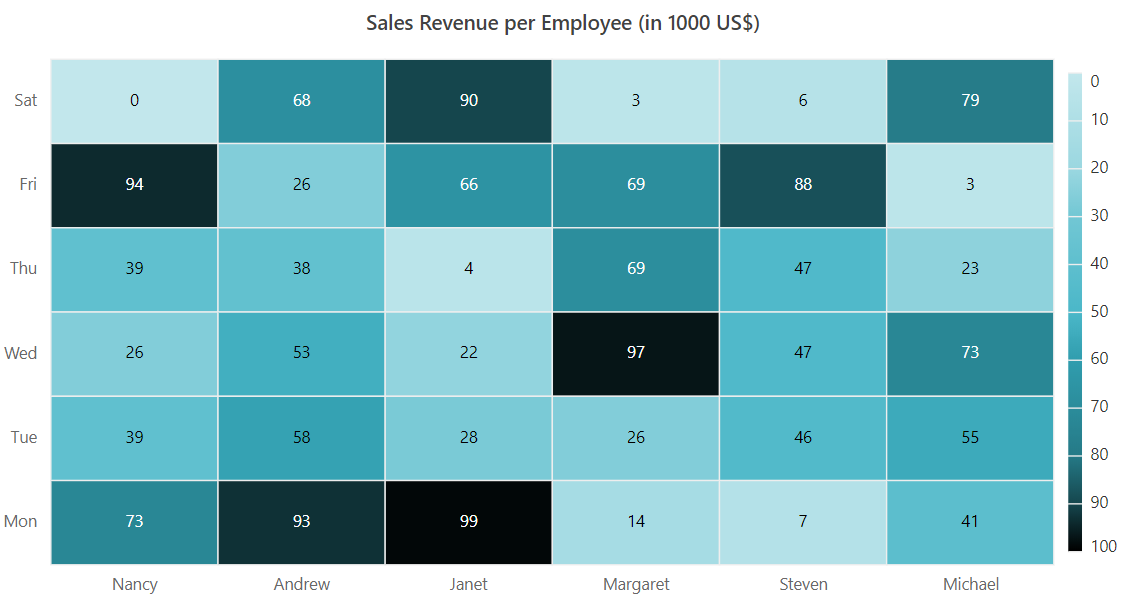 Sales Revenue per Employee (in 1000 US$)
Sat 0 68 90 3 6 79
Fri 94 26 66 69 88 3
Thu 39 38 4 69 47 23
Wed 26 53 22 97 47 73
Tue 39 58 28 26 46 55
Mon 73 93 99 14 7 41
Nancy Andrew Janet Margaret Steven Michael
0
10
20
30
40
50
60
70
80
90
100